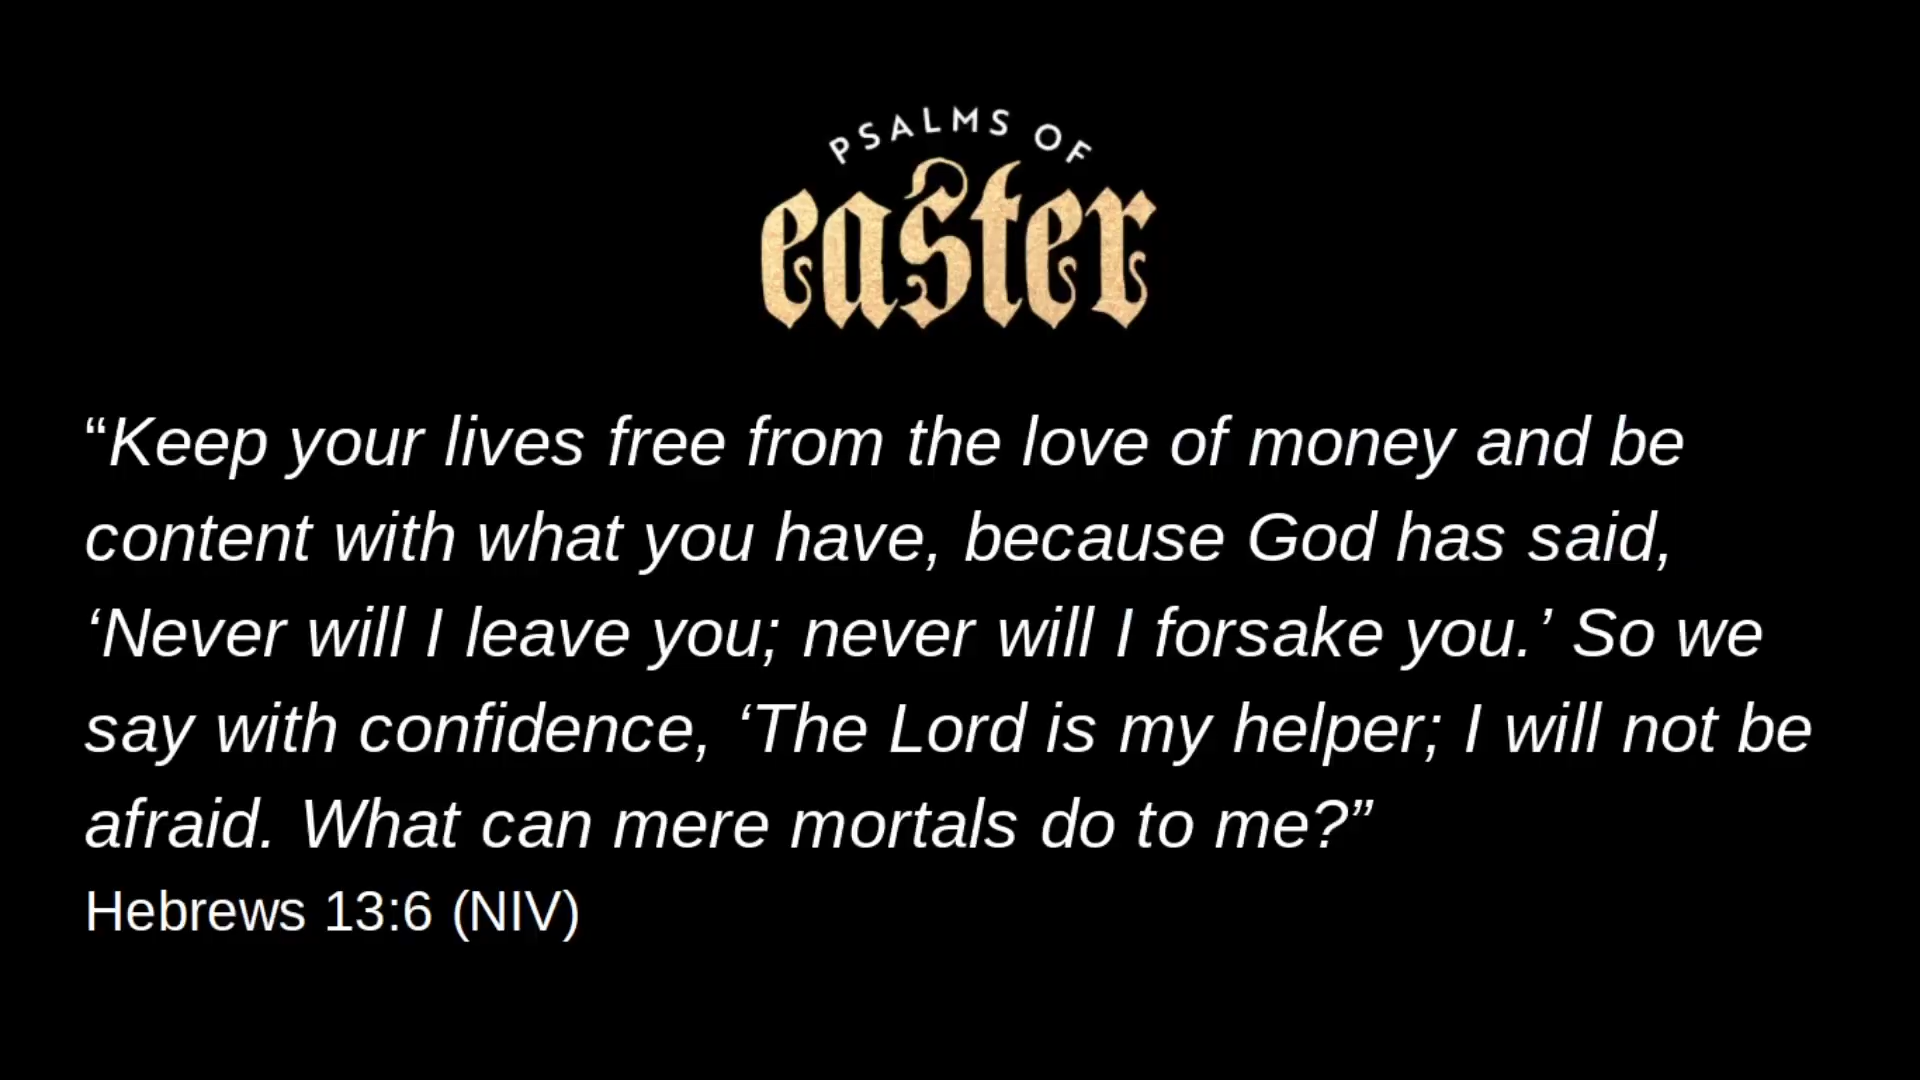 PSALMS OF
easter
“Keep your lives free from the love of money and be
content with what you have, because God has said,
‘Never will I leave you; never will I forsake you.’ So we
say with confidence, ‘The Lord is my helper; I will not be
afraid. What can mere mortals do to me?”
Hebrews 13:6 (NIV)